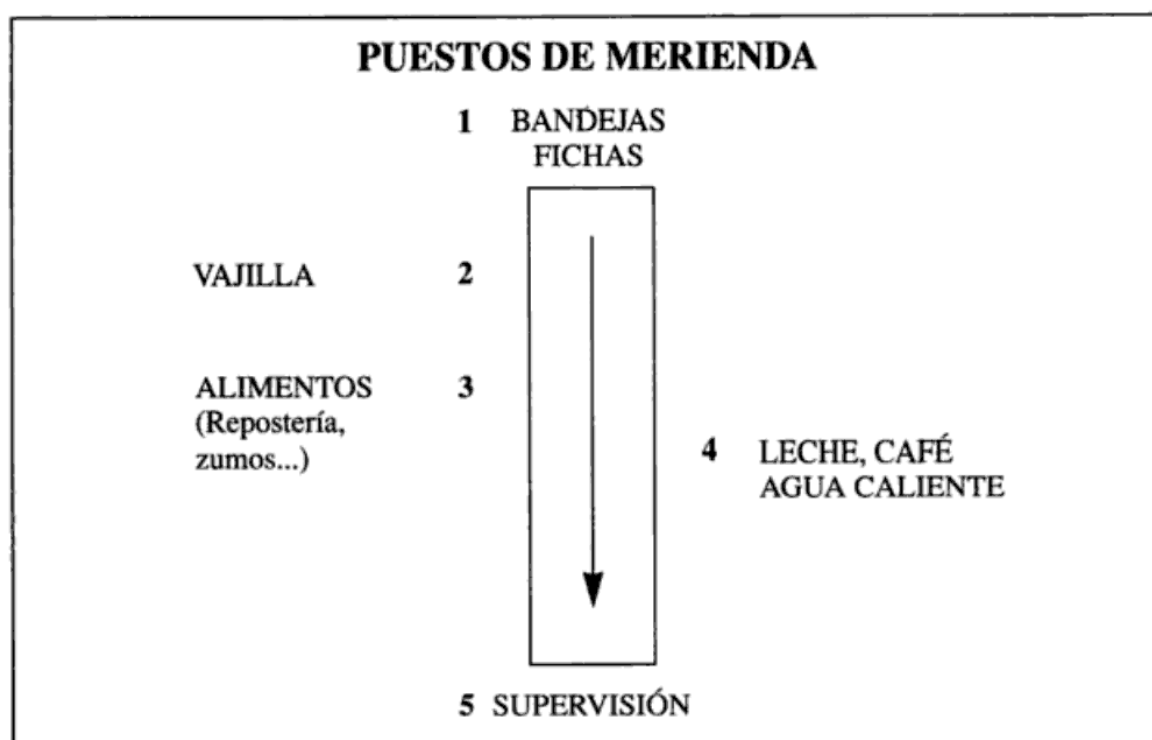 PUESTOS DE MERIENDA
1 BANDEJAS
FICHAS
VAJILLA 2
ALIMENTOS 3
(Repostería,
zumos...)
4 LECHE, CAFÉ
AGUA CALIENTE
5 SUPERVISIÓN